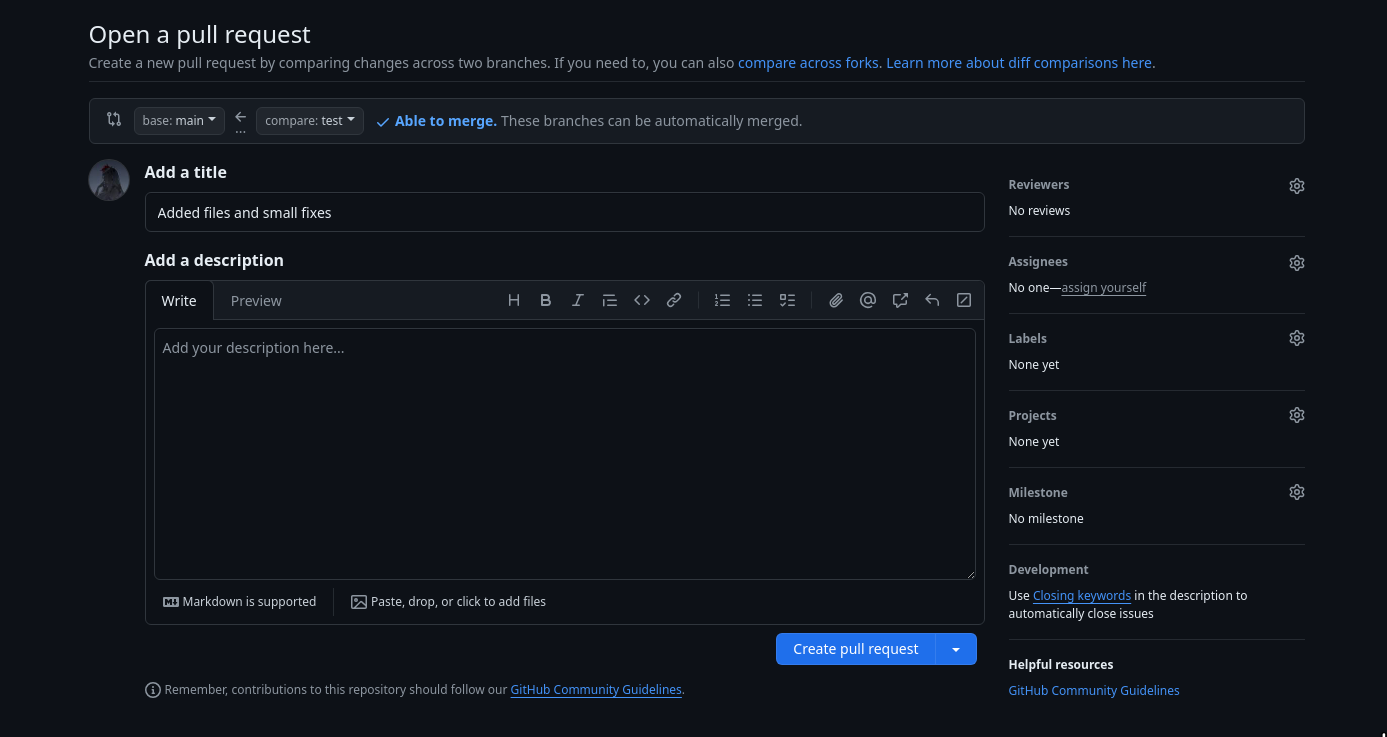 Open a pull request
Create a new pull request by comparing changes across two branches. If you need to, you can also compare across forks. Learn more about diff comparisons here.
base: main
...
compare: test
Able to merge. These branches can be automatically merged.
Add a title
Added files and small fixes
Add a description
Write
Preview
Add your description here...
Markdown is supported
Paste, drop, or click to add files
Create pull request
Remember, contributions to this repository should follow our GitHub Community Guidelines.
Reviewers
No reviews
Assignees
No one—assign yourself
Labels
None yet
Projects
None yet
Milestone
No milestone
Development
Use Closing keywords in the description to
automatically close issues
Helpful resources
GitHub Community Guidelines